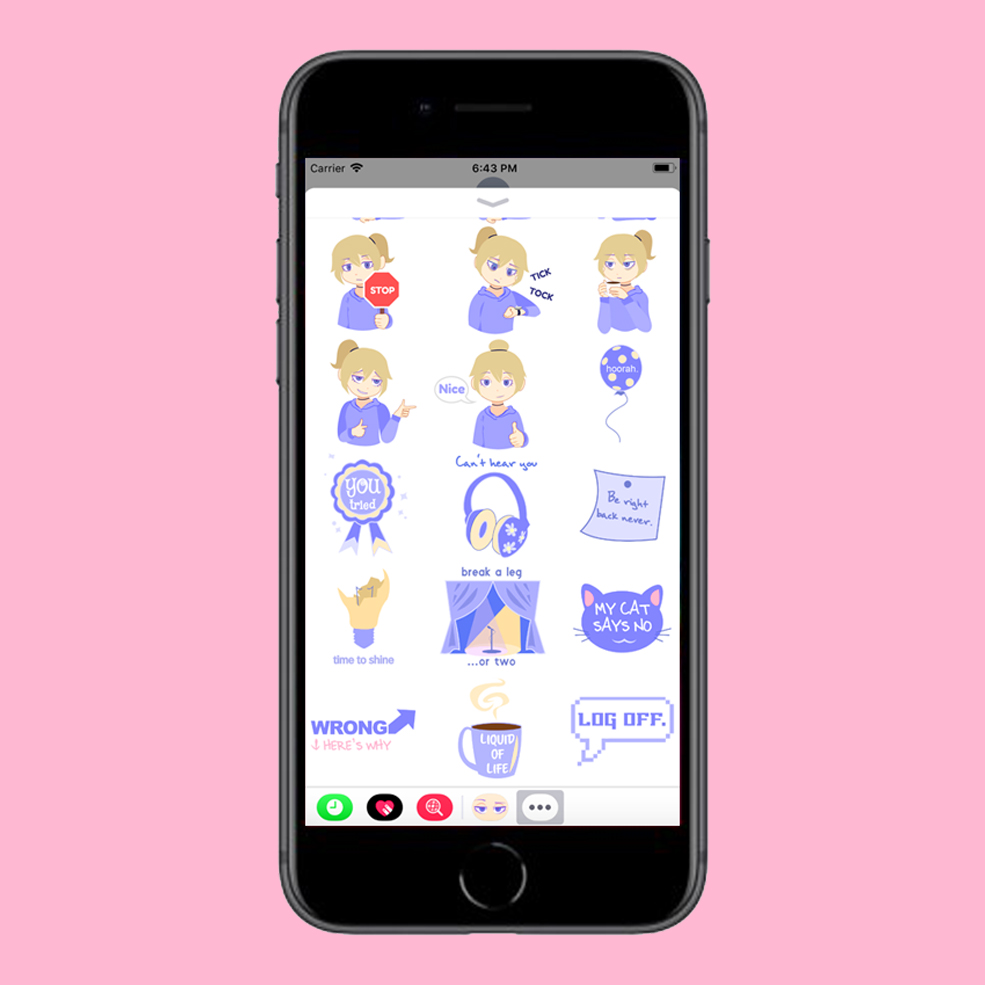 Carrier
6:43 PM
STOP
TICK
TOCK
Nice
hoorah.
Can't hear you
YOU
tried
Be right
back never.
break a leg
...or two
time to shine
MY CAT
SAYS NO
WRONG
↓ HERE'S WHY
LIQUID
OF
LIFE
LOG OFF.